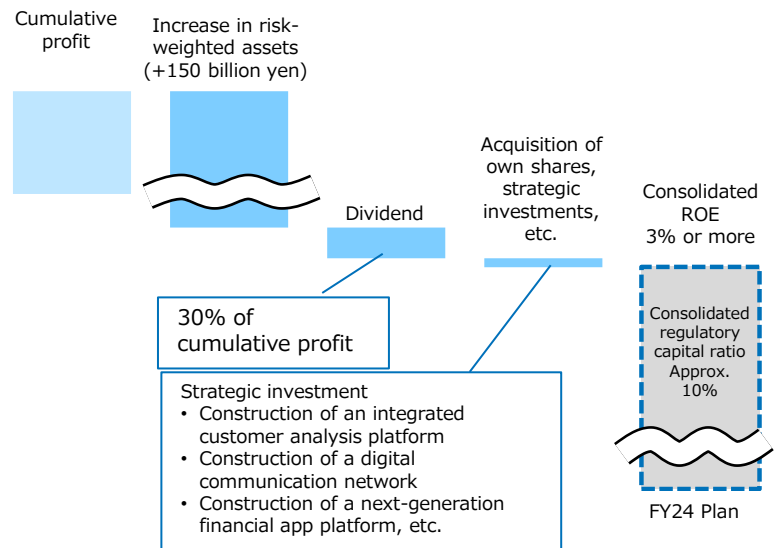 Cumulative
profit
Increase in risk-
weighted assets
(+150 billion yen)
Dividend
Acquisition of
own shares,
strategic
investments,
etc.
Consolidated
ROE
3% or more
30% of
cumulative profit
Strategic investment
• Construction of an integrated
customer analysis platform
• Construction of a digital
communication network
• Construction of a next-generation
financial app platform, etc.
Consolidated
regulatory
capital ratio
Approx.
10%
FY24 Plan